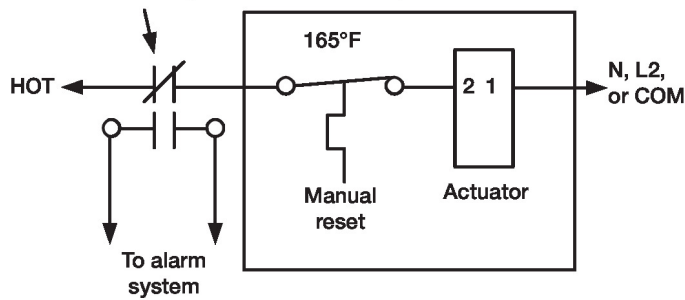 165°F
HOT
2 1
N, L2,
or COM
Manual
reset
Actuator
To alarm
system